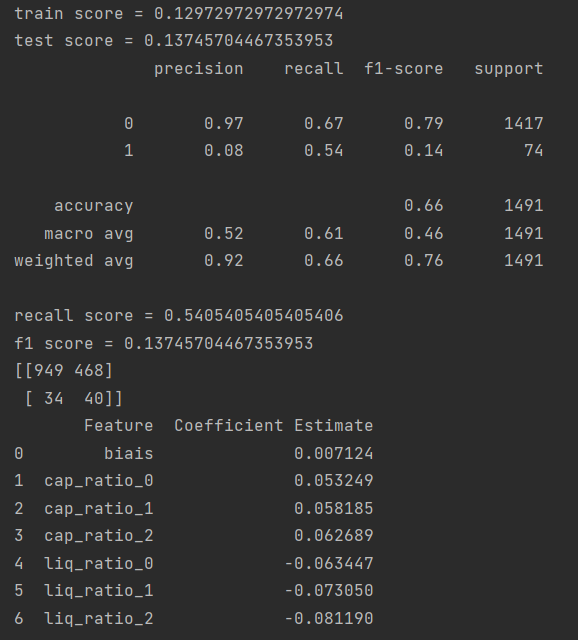 train score = 0.12972972972972974
test score = 0.13745704467353953
precision recall f1-score support
0 0.97 0.67 0.79 1417
1 0.08 0.54 0.14 74
accuracy 0.66 1491
macro avg 0.52 0.61 0.46 1491
weighted avg 0.92 0.66 0.76 1491
recall score = 0.5405405405405406
f1 score = 0.13745704467353953
[[949 468]
[ 34 40]]
Feature Coefficient Estimate
0 biais 0.007124
1 cap_ratio_0 0.053249
2 cap_ratio_1 0.058185
3 cap_ratio_2 0.062689
4 liq_ratio_0 -0.063447
5 liq_ratio_1 -0.073050
6 liq_ratio_2 -0.081190